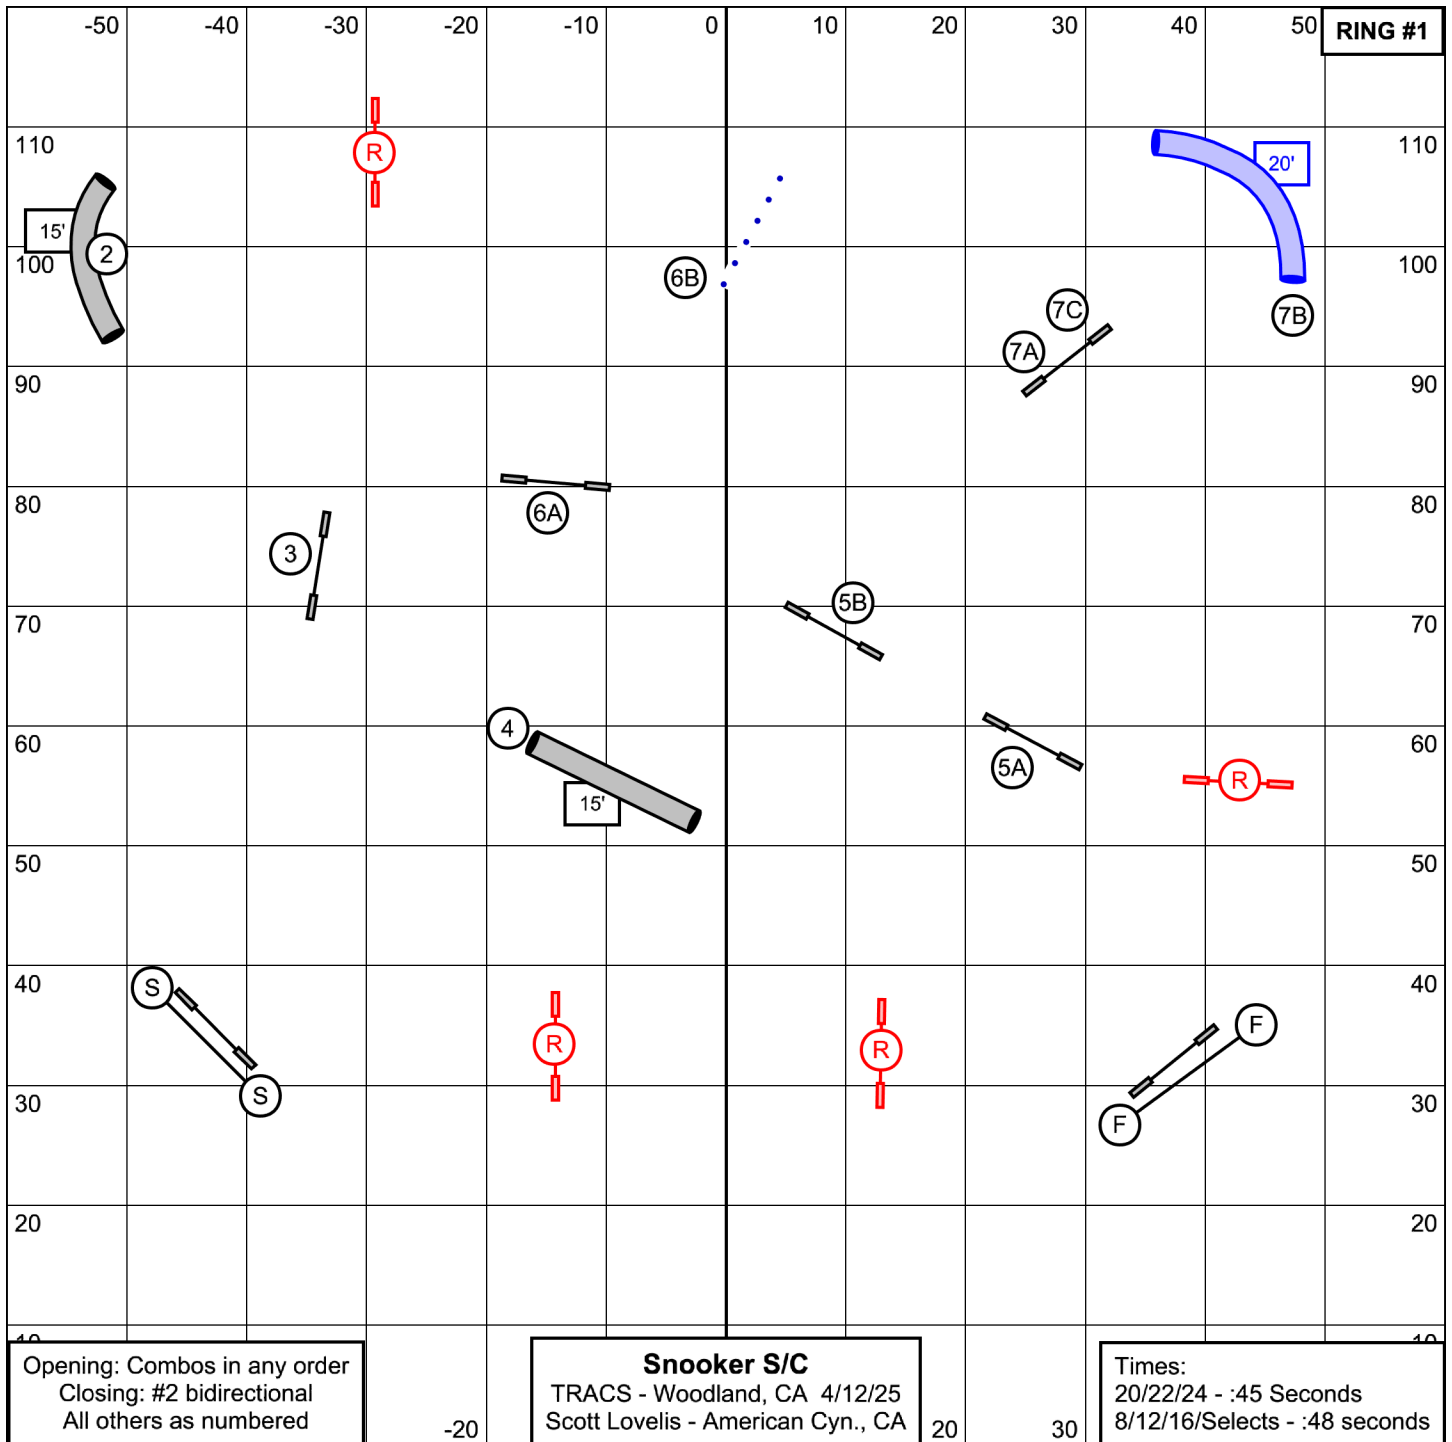 -50 -40 -30 -20 -10 0 10 20 30 40 50 RING #1
110 R 20' 110
15' 2
100 6B 100
7C 7B
7A
90 90
80 6A 80
3
5B
70 70
4
60 5A R 60
15'
50 50
40 S F 40
R R
30 S F 30
20 20
10 10
Opening: Combos in any order
Closing: #2 bidirectional
All others as numbered
-20
Snooker S/C
TRACS - Woodland, CA 4/12/25
Scott Lovelis - American Cyn., CA
20 30
Times:
20/22/24 - :45 Seconds
8/12/16/Selects - :48 seconds